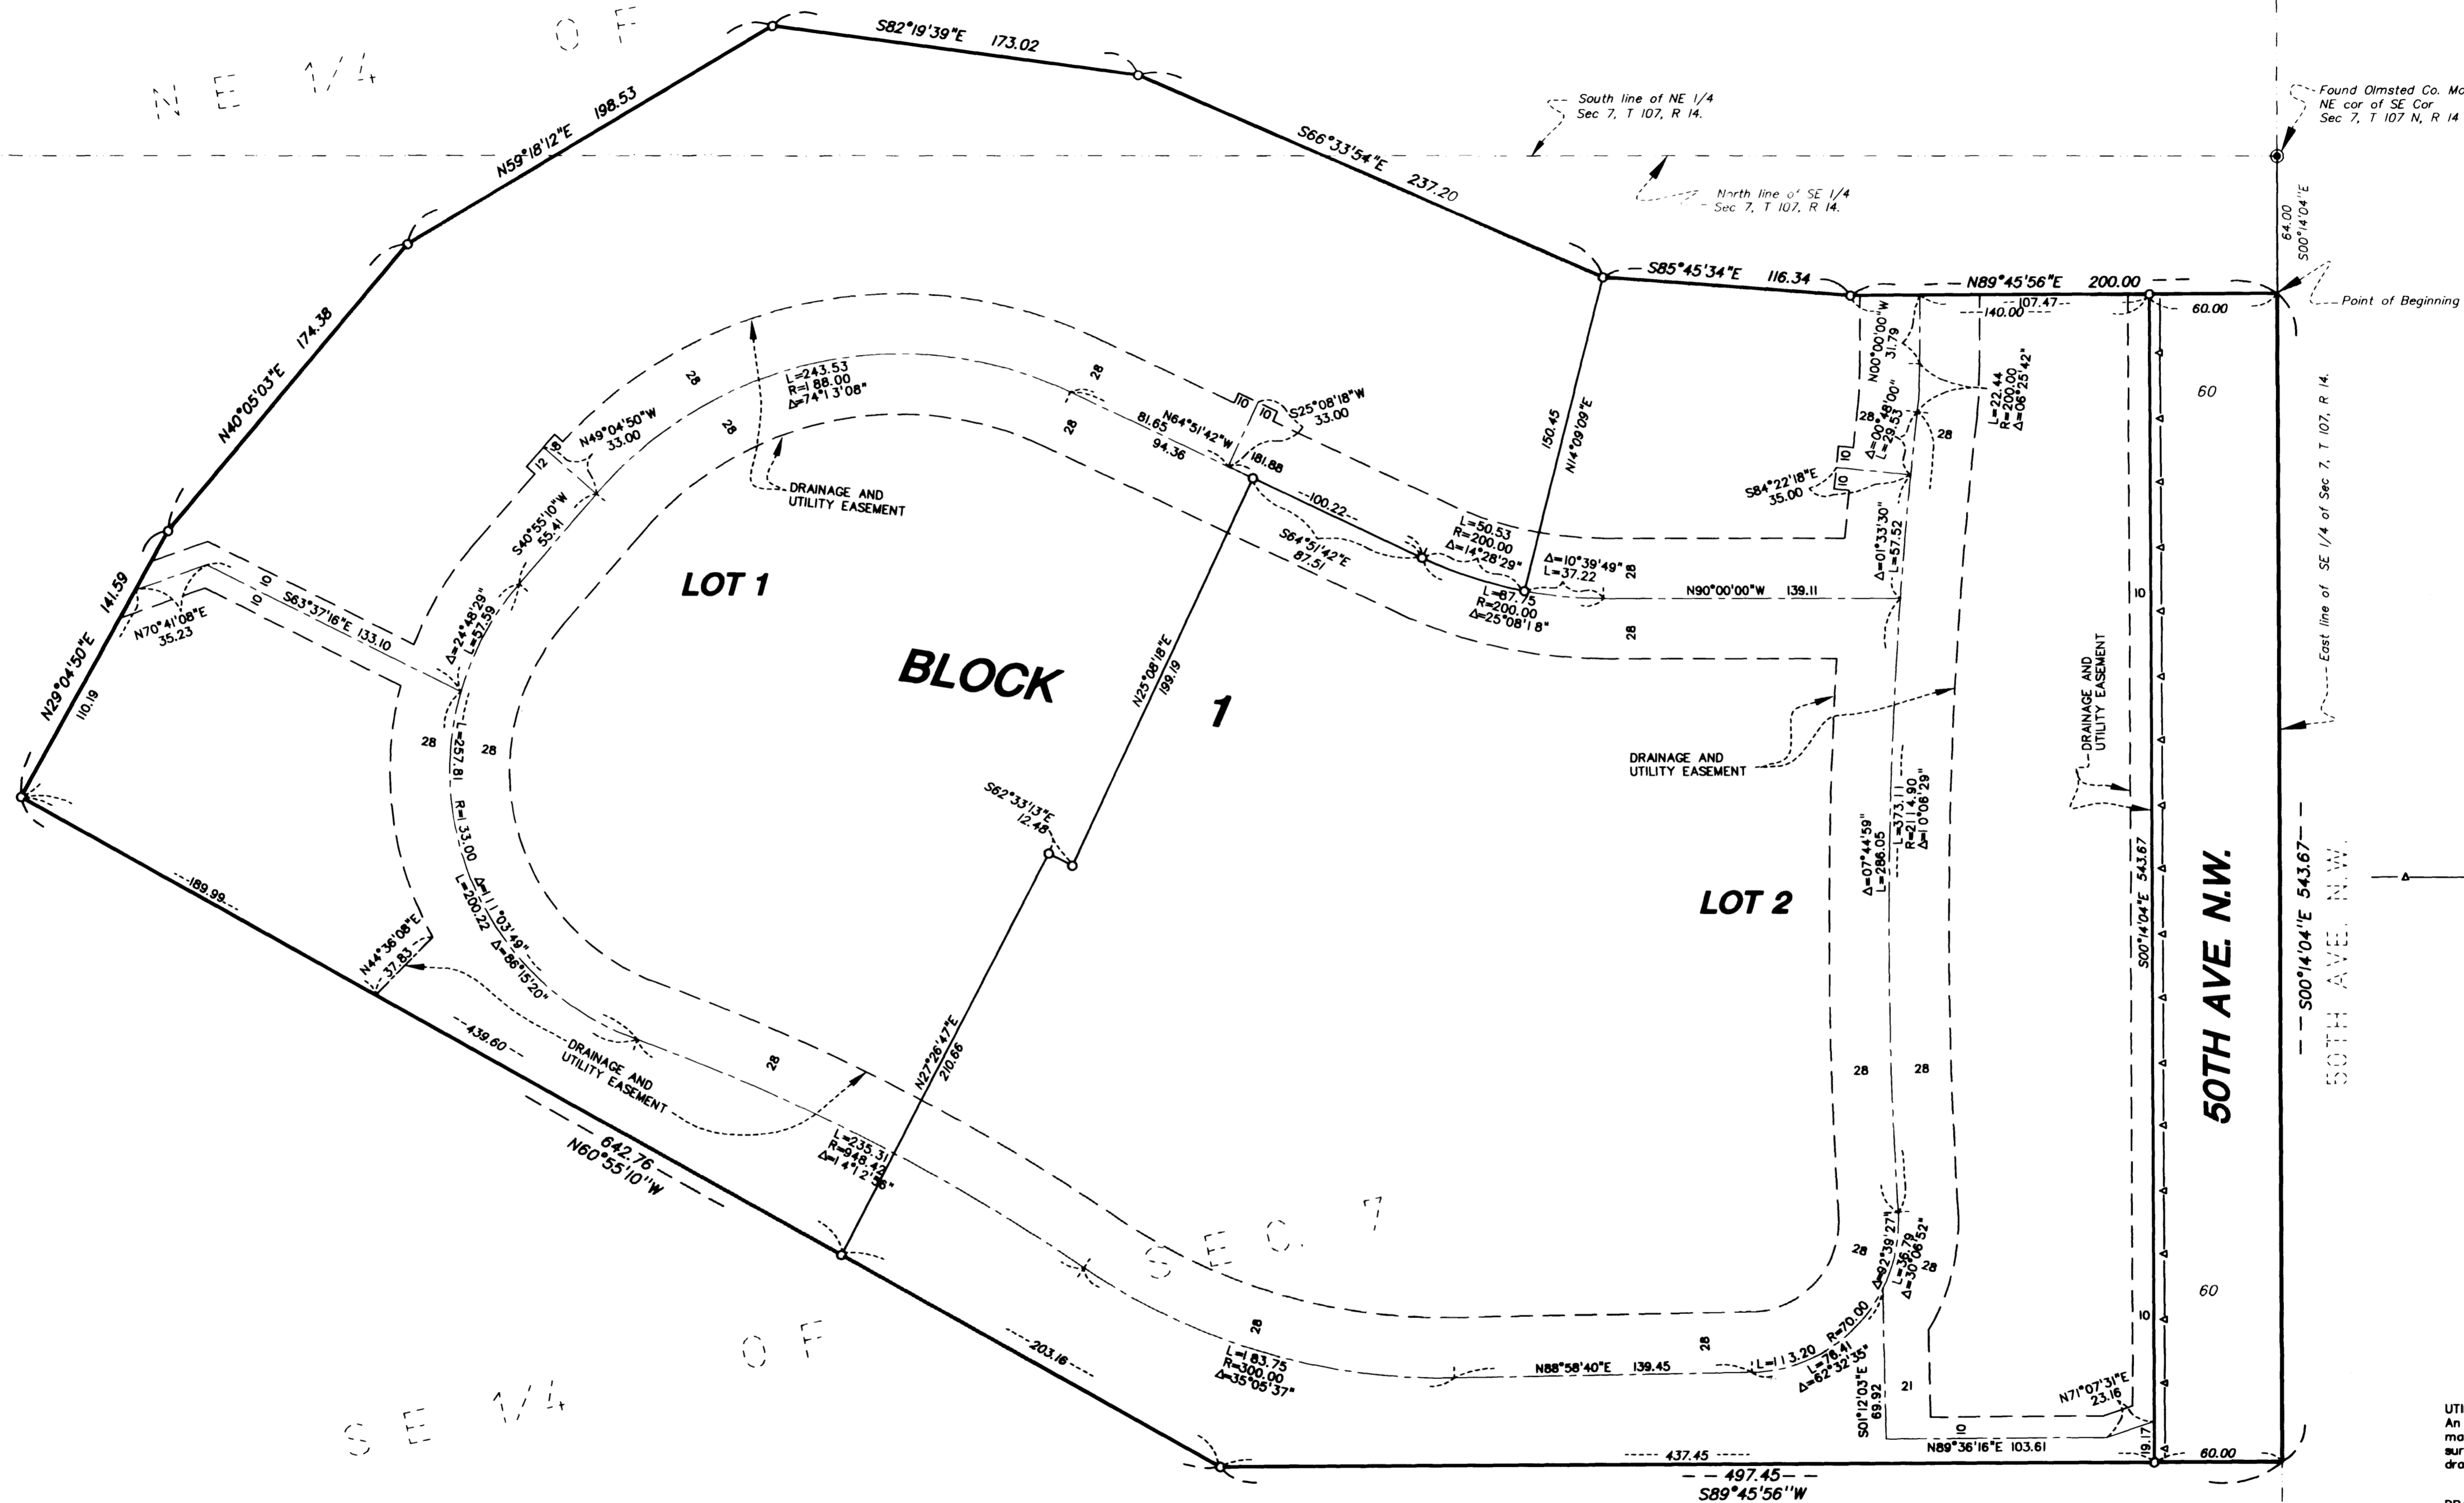 NE 1/4 OF
S82°19'39"E 173.02
N59°18'12"E 198.53
South line of NE 1/4
Sec 7, T 107, R 14.
Found Olmsted Co. Mo
NE cor of SE Cor
Sec 7, T 107 N, R 14
S66°33'54"E 237.20
North line of SE 1/4
Sec 7, T 107, R 14.
64.00
S00°14'04"E
S85°45'34"E 116.34
N89°45'56"E 200.00
107.47
140.00
60.00
Point of Beginning
N40°05'03"E 174.38
L=243.53
R=188.00
Δ=74°13'08"
28
28
28
28
N49°04'50"W
33.00
8
12
N64°51'42"W
81.65
94.36
181.88
10
10
S25°08'18"W
33.00
150.45
N14°09'09"E
N00°00'00"W
31.79
L=22.44
R=200.00
Δ=06°25'42"
Δ=00°48'00"
L=29.53
28
28
60
10
10
S84°22'18"E
35.00
DRAINAGE AND
UTILITY EASEMENT
100.22
S64°51'42"E
87.51
L=50.53
R=200.00
Δ=14°28'29"
Δ=10°39'49"
L=37.22
28
L=87.75
R=200.00
Δ=25°08'18"
28
N90°00'00"W 139.11
Δ=01°33'30"
L=57.52
10
East line of SE 1/4 of Sec 7, T 107, R 14.
S40°55'10"W
55.41
LOT 1
141.59
10
10
S63°37'16"E 133.10
N70°41'08"E
35.23
Δ=24°48'29"
L=57.59
N29°04'50"E
110.19
28
28
BLOCK 1
N25°08'18"E
199.19
S62°33'13"E
12.48
L=257.81 R=133.00 Δ=111°03'49"
L=200.22 Δ=86°15'20"
DRAINAGE AND
UTILITY EASEMENT
DRAINAGE AND
UTILITY EASEMENT
Δ=07°44'59"
L=286.05
L=373.11
R=2114.90
Δ=10°06'29"
LOT 2
S00°14'04"E 543.67
50TH AVE. N.W.
S00°14'04"E 543.67
50TH AVE. N.W.
189.99
N44°36'08"E
37.83
439.60
DRAINAGE AND
UTILITY EASEMENT
642.76
N60°55'10"W
28
N27°26'47"E
210.66
L=235.31
R=948.42
Δ=14°12'56"
SEC. 7
28
28
28
28
Δ=92°39'27"
L=36.79
Δ=30°06'52"
60
10
SE 1/4 OF
203.16
28
L=183.75
R=300.00
Δ=35°05'37"
N88°58'40"E 139.45
28
L=113.20 R=70.00
L=76.41
Δ=62°32'35"
S01°12'03"E
69.92
21
10
N71°07'31"E
23.16
N89°36'16"E 103.61
19.17
60.00
437.45
497.45
S89°45'56"W
UTI
An
ma
sur
dra